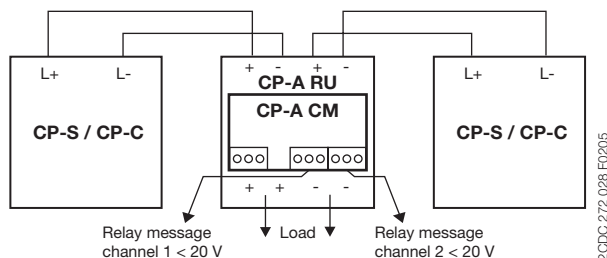 L+ L- + - + - L+ L-
CP-A RU
CP-A CM
CP-S / CP-C
CP-S / CP-C
+ + - -
Relay message
channel 1 < 20 V
Load
Relay message
channel 2 < 20 V
2CDC 272 028 F0205